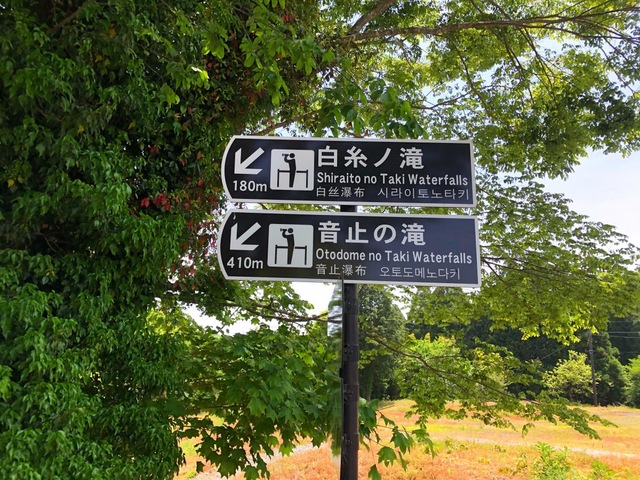 白糸ノ滝
Shiraito no Taki Waterfalls
180m 白丝瀑布 시라이토노타키
音止の滝
Otodome no Taki Waterfalls
410m 音止瀑布 오토도메노다키